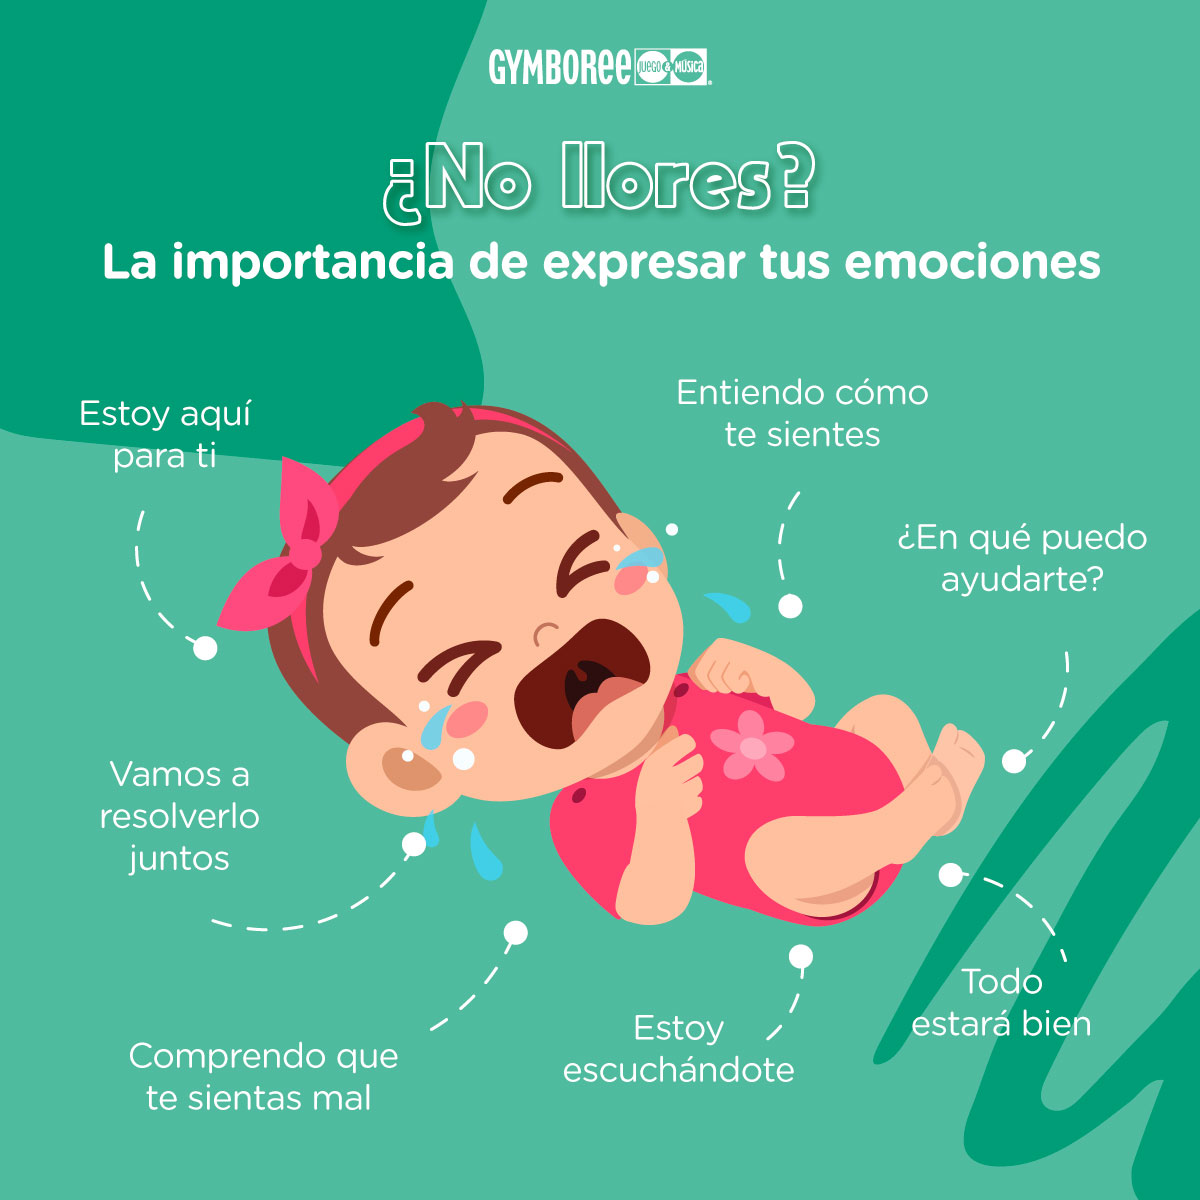 GYMBOREE JUEGO & MÚSICA
¿No llores?
La importancia de expresar tus emociones
Estoy aquí
para ti
Entiendo cómo
te sientes
¿En qué puedo
ayudarte?
Vamos a
resolverlo
juntos
Comprendo que
te sientas mal
Estoy
escuchándote
Todo
estará bien